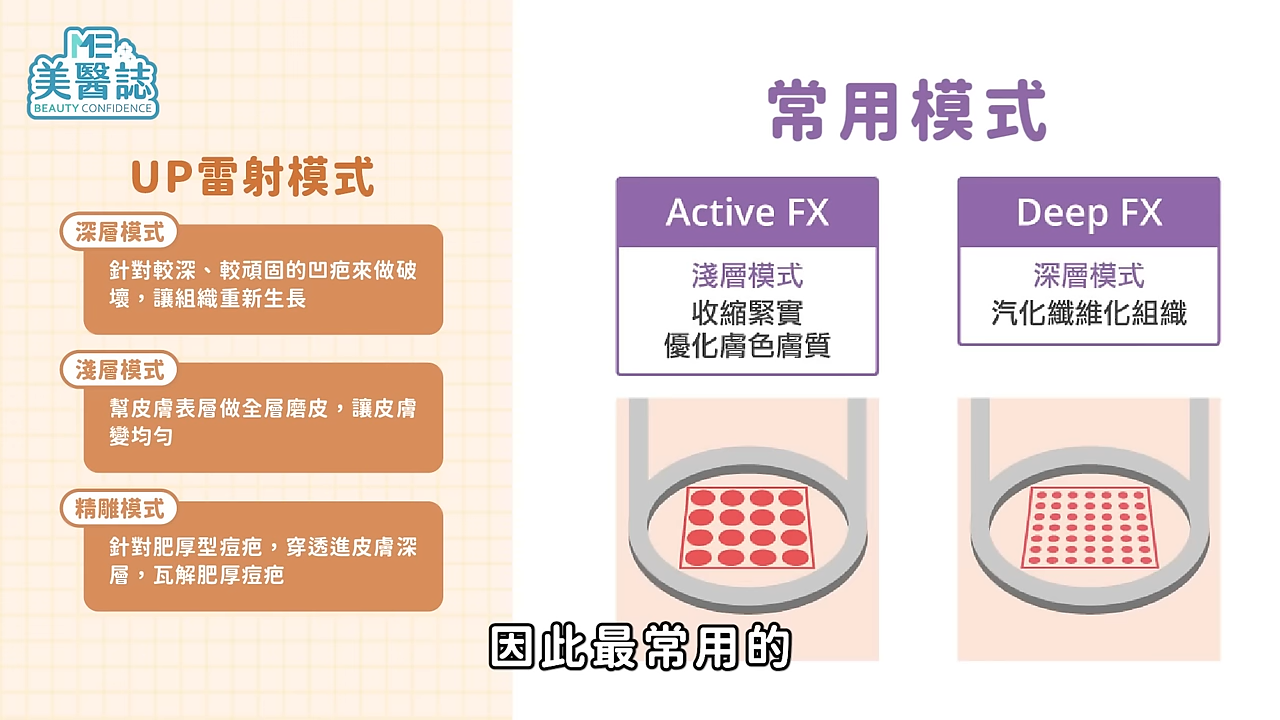 ME
美醫誌
BEAUTY CONFIDENCE
UP雷射模式
深層模式
針對較深、較頑固的凹疤來做破
壞，讓組織重新生長
淺層模式
幫皮膚表層做全層磨皮，讓皮膚
變均勻
精雕模式
針對肥厚型痘疤，穿透進皮膚深
層，瓦解肥厚痘疤
常用模式
Active FX
淺層模式
收縮緊實
優化膚色膚質
Deep FX
深層模式
汽化纖維化組織
因此最常用的